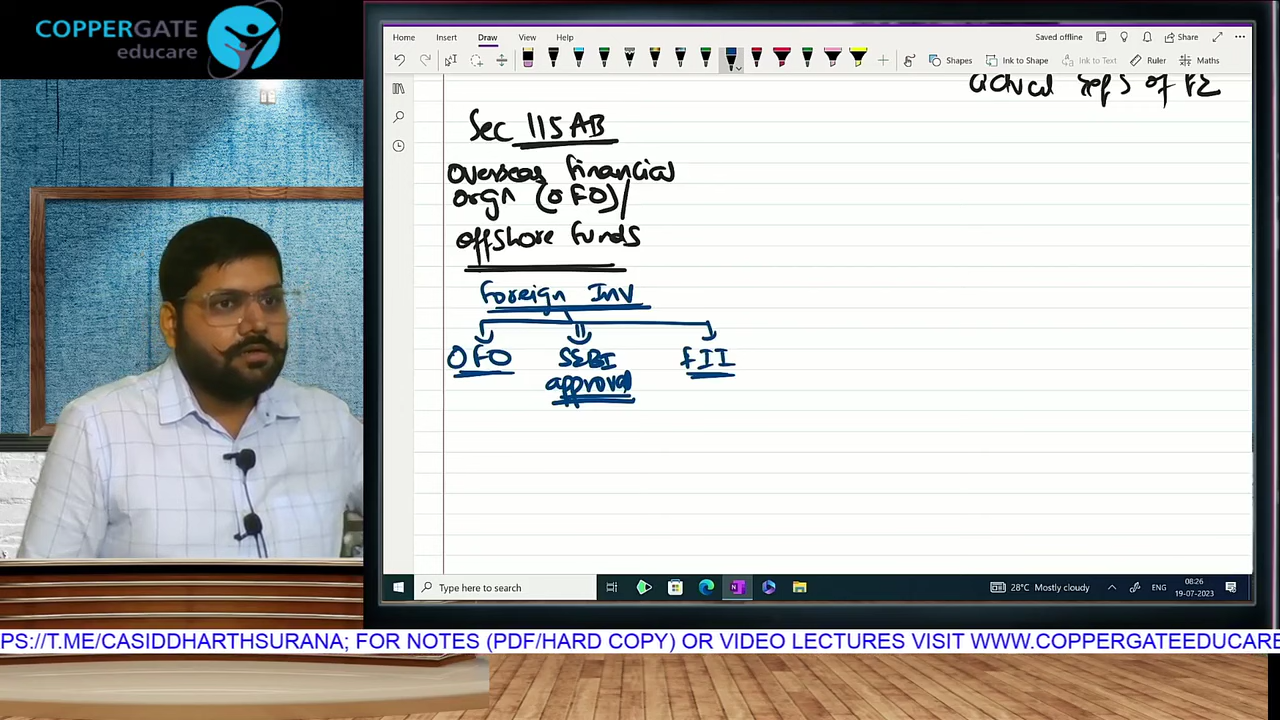 COPPERGATE
educare
Home Insert Draw View Help
Saved offline Share
Shapes Ink to Shape Ink to Text Ruler Maths
of FE
Sec 115AB
Overseas Financial
Orgn (OFO)/
offshore funds
Foreign Inv
OFO SEBI FII
approval
Type here to search
28°C Mostly cloudy ENG 08:26
19-07-2023
PS://T.ME/CASIDDHARTHSURANA; FOR NOTES (PDF/HARD COPY) OR VIDEO LECTURES VISIT WWW.COPPERGATEEDUCARE